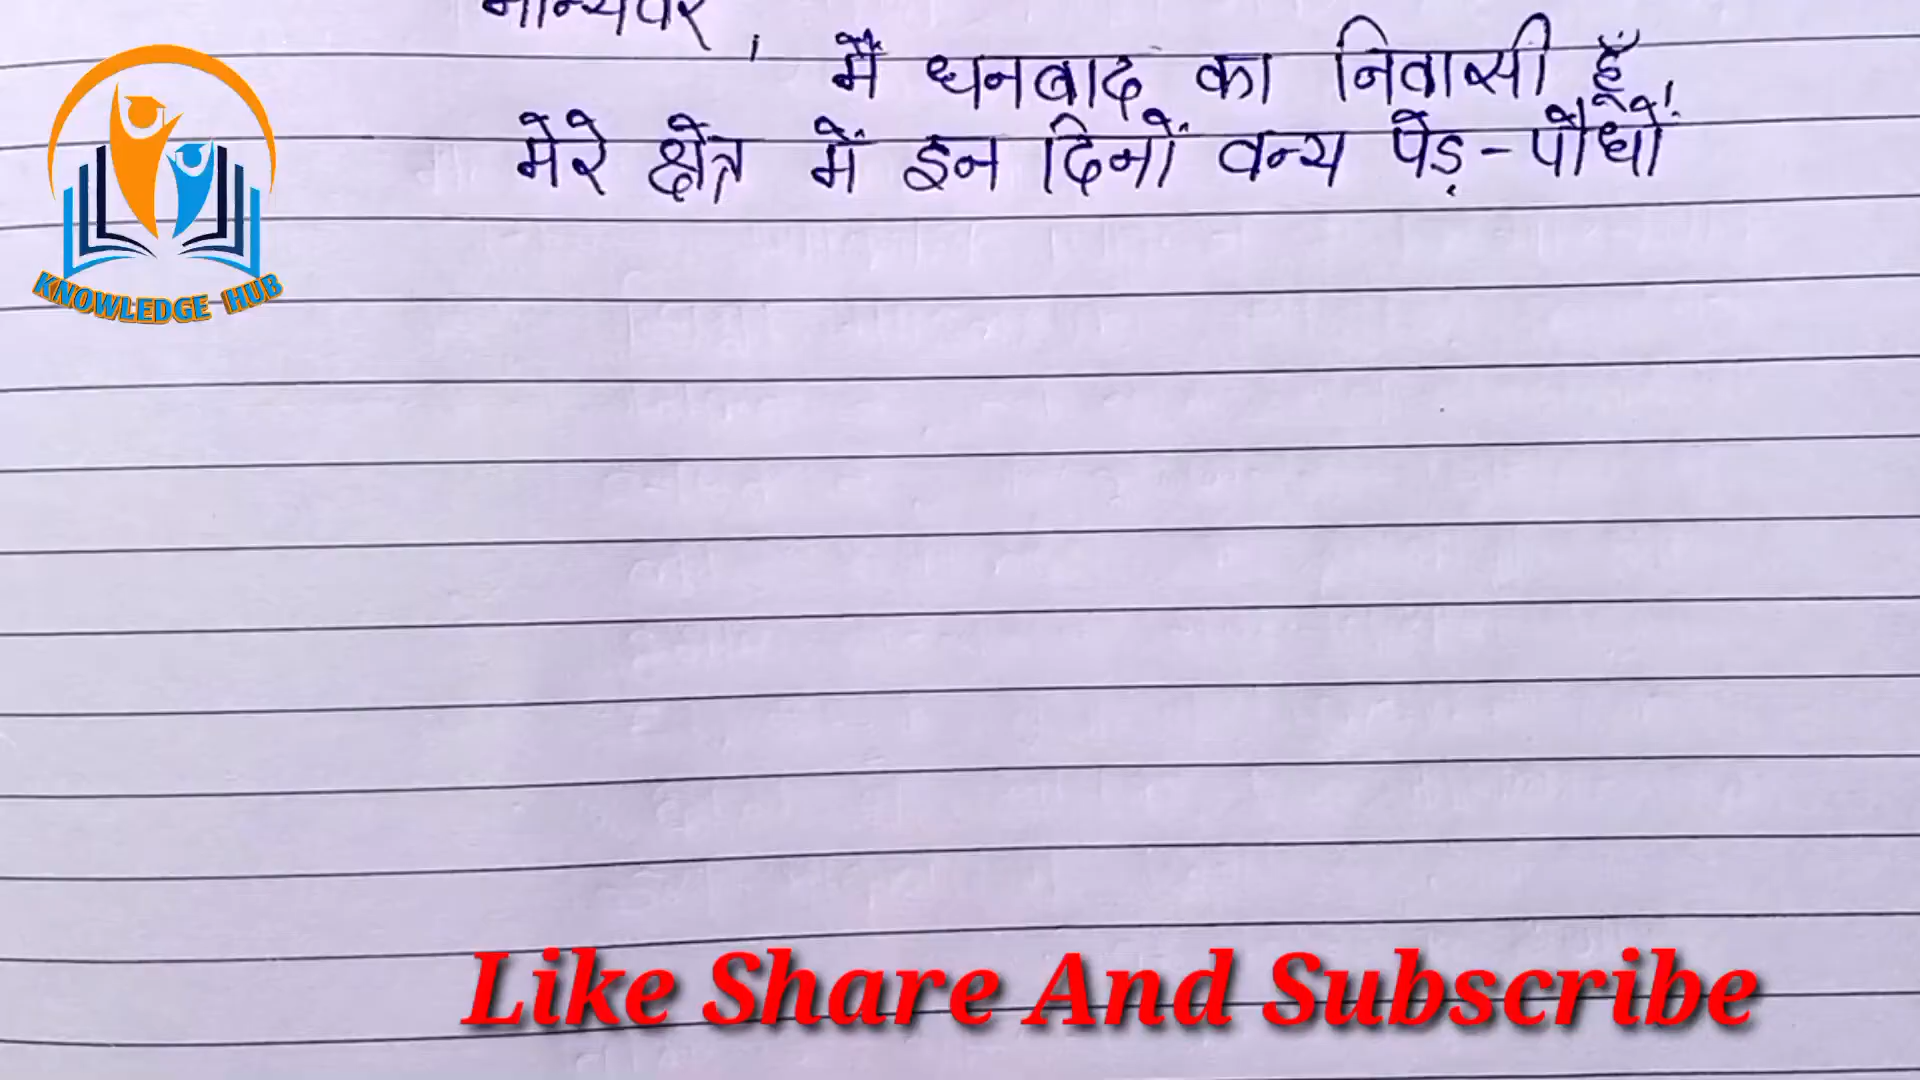 मान्यवर,
मैं धनबाद का निवासी हूँ।
मेरे क्षेत्र में इन दिनों वन्य पेड़-पौधों
KNOWLEDGE HUB
Like Share And Subscribe